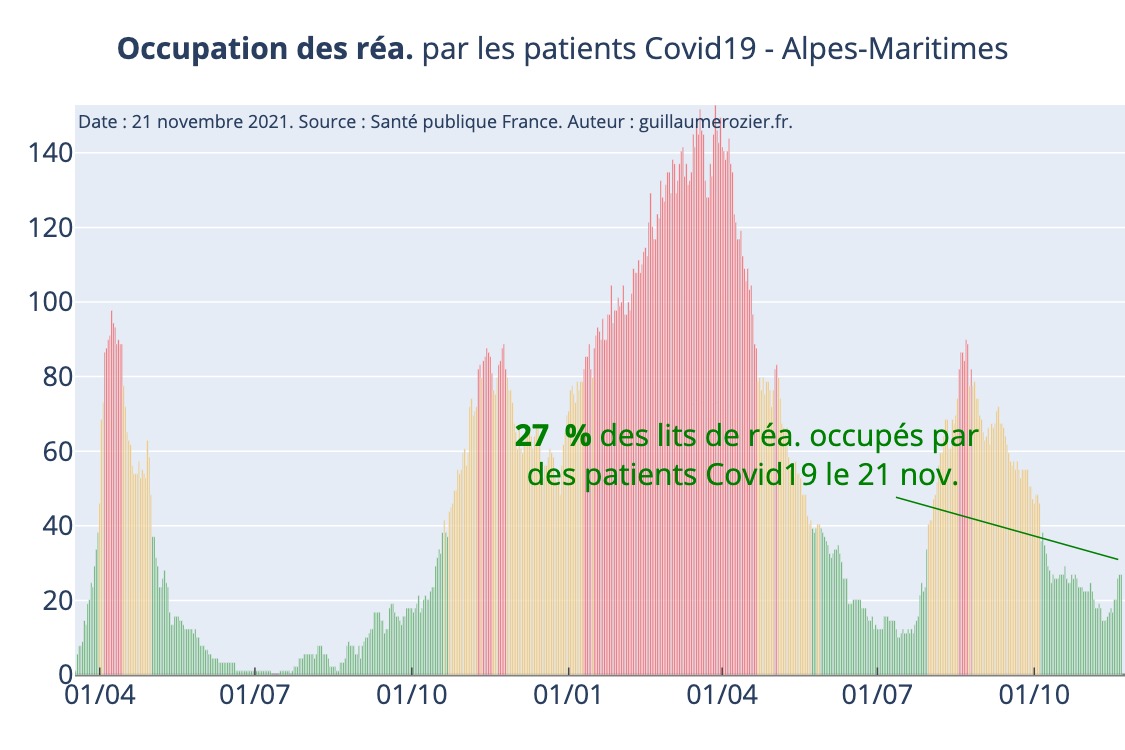 Occupation des réa. par les patients Covid19 - Alpes-Maritimes
Date : 21 novembre 2021. Source : Santé publique France. Auteur : guillaumerozier.fr.
140
120
100
80
60
40
20
0
27 % des lits de réa. occupés par
des patients Covid19 le 21 nov.
01/04 01/07 01/10 01/01 01/04 01/07 01/10